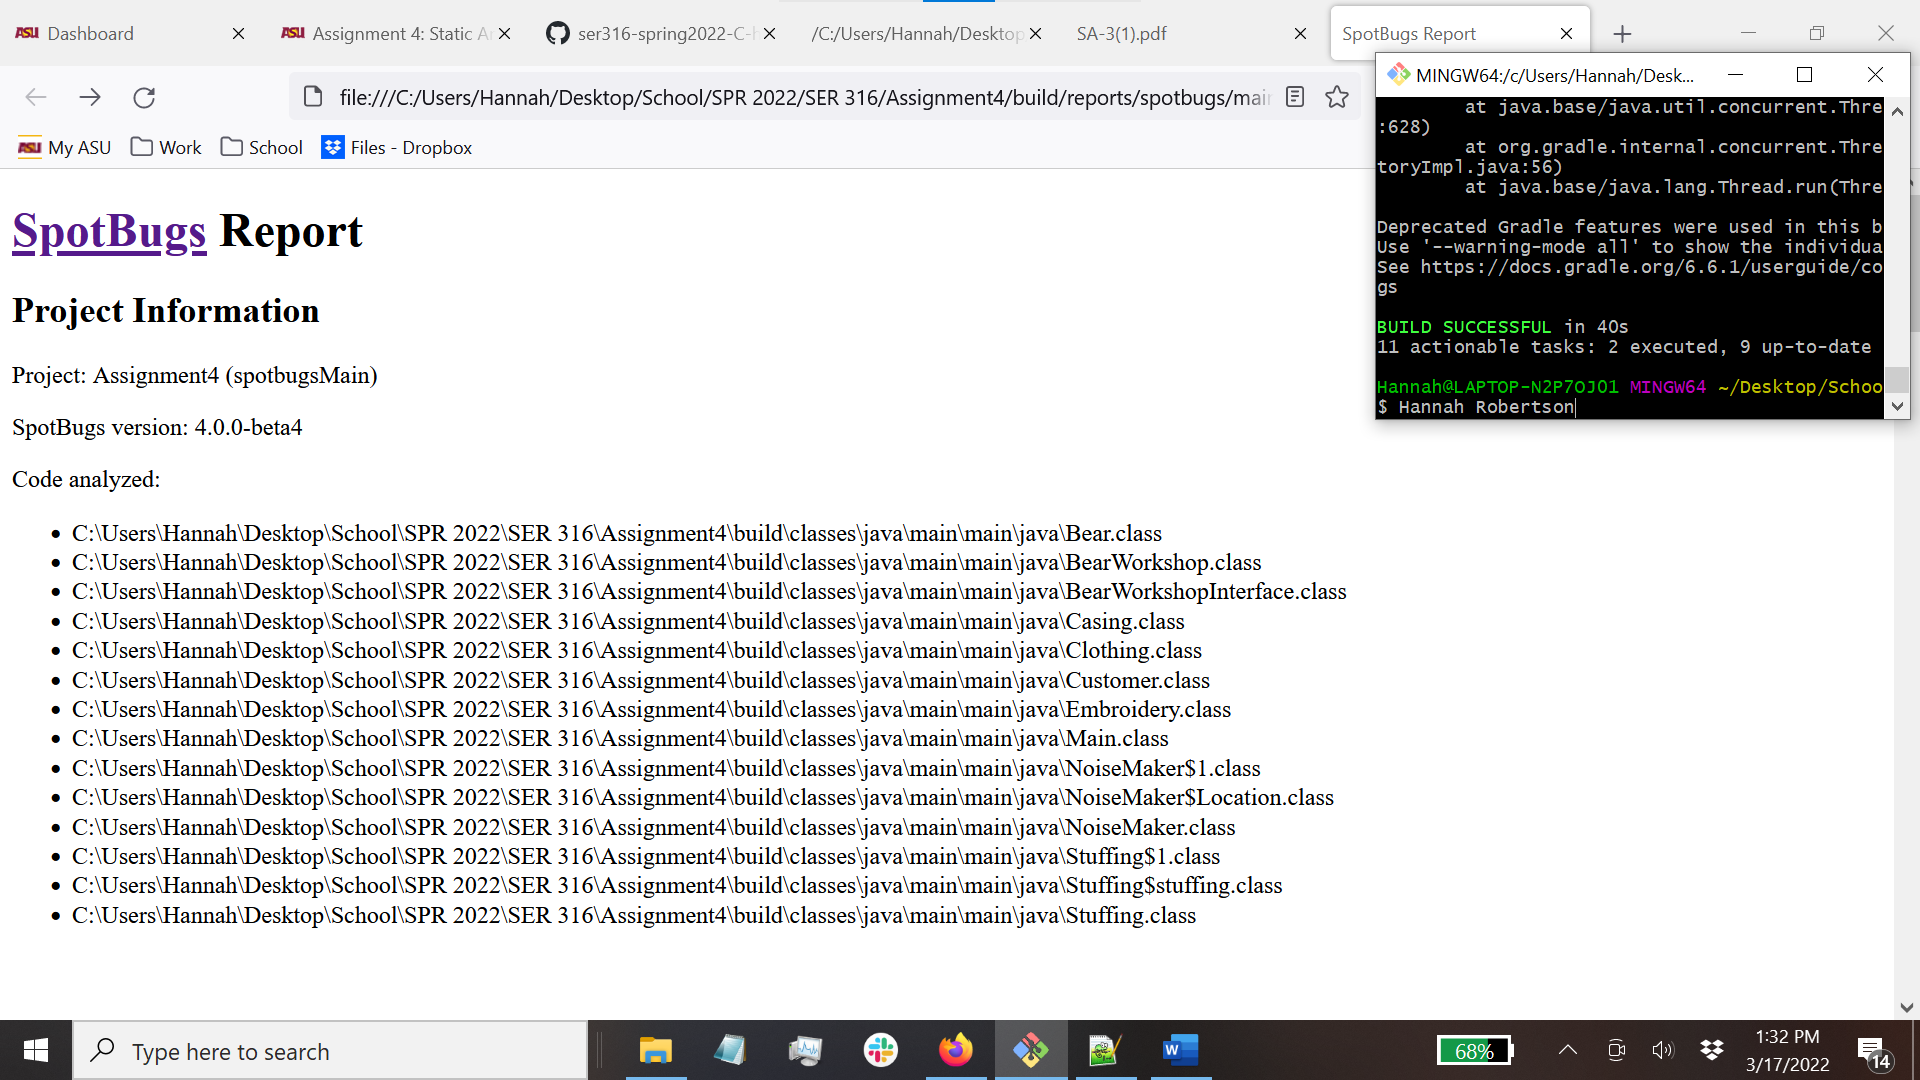 Dashboard
Assignment 4: Static A
ser316-spring2022-C-h
/C:/Users/Hannah/Desktop
SA-3(1).pdf
SpotBugs Report
file:///C:/Users/Hannah/Desktop/School/SPR 2022/SER 316/Assignment4/build/reports/spotbugs/mai
My ASU
Work
School
Files - Dropbox
MINGW64:/c/Users/Hannah/Desk...
at java.base/java.util.concurrent.Thre
:628)
at org.gradle.internal.concurrent.Thre
toryImpl.java:56)
at java.base/java.lang.Thread.run(Thre
Deprecated Gradle features were used in this b
Use '--warning-mode all' to show the individua
See https://docs.gradle.org/6.6.1/userguide/co
gs
BUILD SUCCESSFUL in 40s
11 actionable tasks: 2 executed, 9 up-to-date
Hannah@LAPTOP-N2P7OJO1 MINGW64 ~/Desktop/Schoo
$ Hannah Robertson
SpotBugs Report
Project Information
Project: Assignment4 (spotbugsMain)
SpotBugs version: 4.0.0-beta4
Code analyzed:
• C:\Users\Hannah\Desktop\School\SPR 2022\SER 316\Assignment4\build\classes\java\main\main\java\Bear.class
• C:\Users\Hannah\Desktop\School\SPR 2022\SER 316\Assignment4\build\classes\java\main\main\java\BearWorkshop.class
• C:\Users\Hannah\Desktop\School\SPR 2022\SER 316\Assignment4\build\classes\java\main\main\java\BearWorkshopInterface.class
• C:\Users\Hannah\Desktop\School\SPR 2022\SER 316\Assignment4\build\classes\java\main\main\java\Casing.class
• C:\Users\Hannah\Desktop\School\SPR 2022\SER 316\Assignment4\build\classes\java\main\main\java\Clothing.class
• C:\Users\Hannah\Desktop\School\SPR 2022\SER 316\Assignment4\build\classes\java\main\main\java\Customer.class
• C:\Users\Hannah\Desktop\School\SPR 2022\SER 316\Assignment4\build\classes\java\main\main\java\Embroidery.class
• C:\Users\Hannah\Desktop\School\SPR 2022\SER 316\Assignment4\build\classes\java\main\main\java\Main.class
• C:\Users\Hannah\Desktop\School\SPR 2022\SER 316\Assignment4\build\classes\java\main\main\java\NoiseMaker$1.class
• C:\Users\Hannah\Desktop\School\SPR 2022\SER 316\Assignment4\build\classes\java\main\main\java\NoiseMaker$Location.class
• C:\Users\Hannah\Desktop\School\SPR 2022\SER 316\Assignment4\build\classes\java\main\main\java\NoiseMaker.class
• C:\Users\Hannah\Desktop\School\SPR 2022\SER 316\Assignment4\build\classes\java\main\main\java\Stuffing$1.class
• C:\Users\Hannah\Desktop\School\SPR 2022\SER 316\Assignment4\build\classes\java\main\main\java\Stuffing$stuffing.class
• C:\Users\Hannah\Desktop\School\SPR 2022\SER 316\Assignment4\build\classes\java\main\main\java\Stuffing.class
Type here to search
68%
1:32 PM
3/17/2022
14